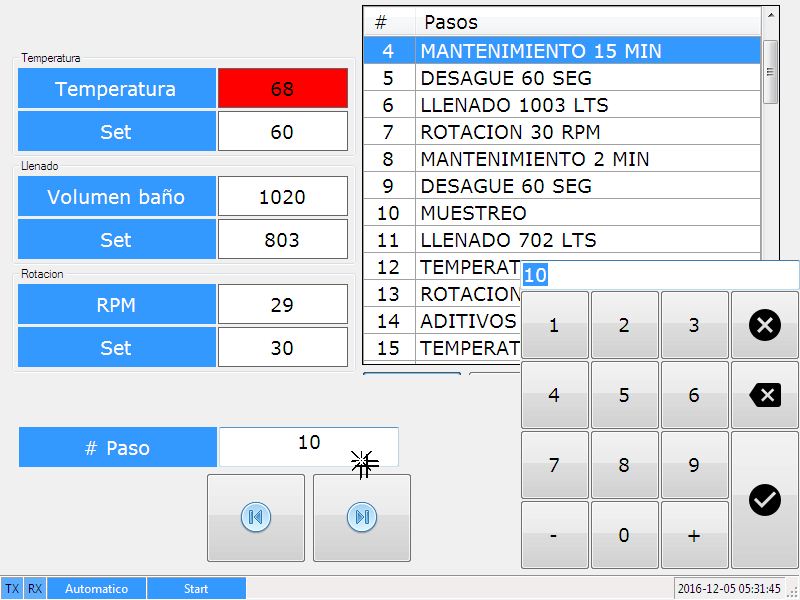 Temperatura
Temperatura 68
Set 60
Llenado
Volumen baño 1020
Set 803
Rotacion
RPM 29
Set 30
# Pasos
4 MANTENIMIENTO 15 MIN
5 DESAGUE 60 SEG
6 LLENADO 1003 LTS
7 ROTACION 30 RPM
8 MANTENIMIENTO 2 MIN
9 DESAGUE 60 SEG
10 MUESTREO
11 LLENADO 702 LTS
12 TEMPERAT
13 ROTACION
14 ADITIVOS
15 TEMPERAT
10
1 2 3
4 5 6
7 8 9
- 0 +
# Paso 10
TX RX Automatico Start 2016-12-05 05:31:45